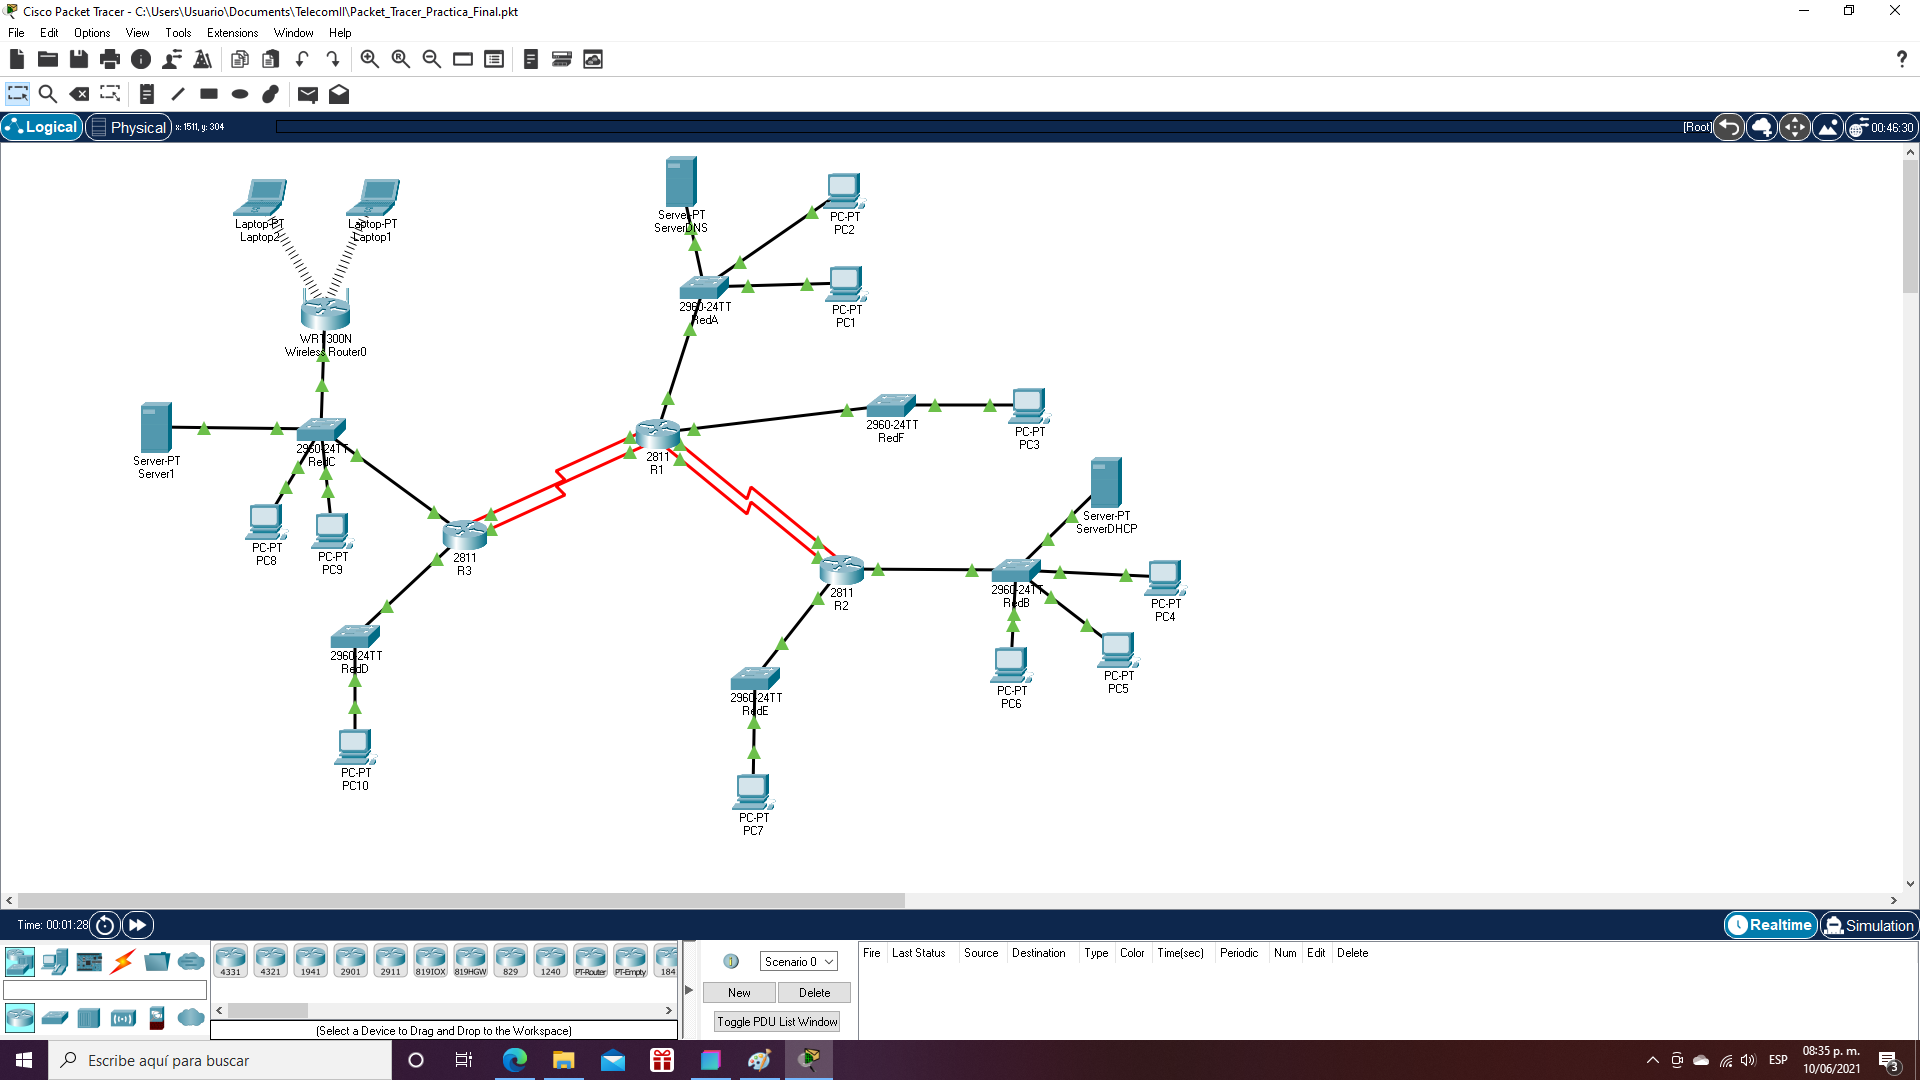 Cisco Packet Tracer - C:\Users\Usuario\Documents\TelecomII\Packet_Tracer_Practica_Final.pkt
File Edit Options View Tools Extensions Window Help
Logical Physical x: 1511, y: 304 [Root] 00:46:30
Laptop-PT
Laptop2
Laptop-PT
Laptop1
WRT300N
Wireless Router0
Server-PT
Server1
2960-24TT
RedC
PC-PT
PC8
PC-PT
PC9
2811
R3
2960-24TT
RedD
PC-PT
PC10
Server-PT
ServerDNS
PC-PT
PC2
2960-24TT
RedA
PC-PT
PC1
2811
R1
2960-24TT
RedF
PC-PT
PC3
Server-PT
ServerDHCP
2811
R2
2960-24TT
RedB
PC-PT
PC4
PC-PT
PC5
PC-PT
PC6
2960-24TT
RedE
PC-PT
PC7
Time: 00:01:28 Realtime Simulation
4331 4321 1941 2901 2911 819IOX 819HGW 829 1240 PT-Router PT-Empty 184
(Select a Device to Drag and Drop to the Workspace)
Scenario 0
New Delete
Toggle PDU List Window
Fire Last Status Source Destination Type Color Time(sec) Periodic Num Edit Delete
Escribe aquí para buscar
ESP
08:35 p. m.
10/06/2021
3